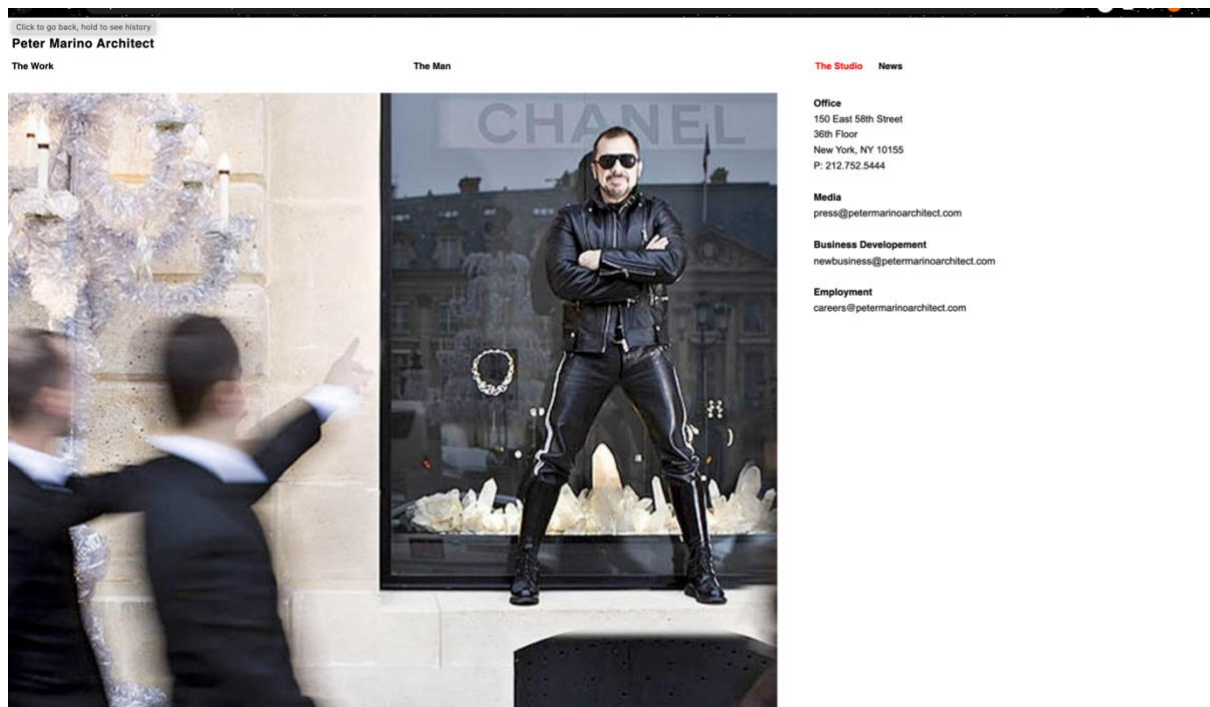 Click to go back, hold to see history
Peter Marino Architect
The Work
The Man
The Studio
News
CHANEL
Office
150 East 58th Street
36th Floor
New York, NY 10155
P: 212.752.5444
Media
press@petermarinoarchitect.com
Business Developement
newbusiness@petermarinoarchitect.com
Employment
careers@petermarinoarchitect.com